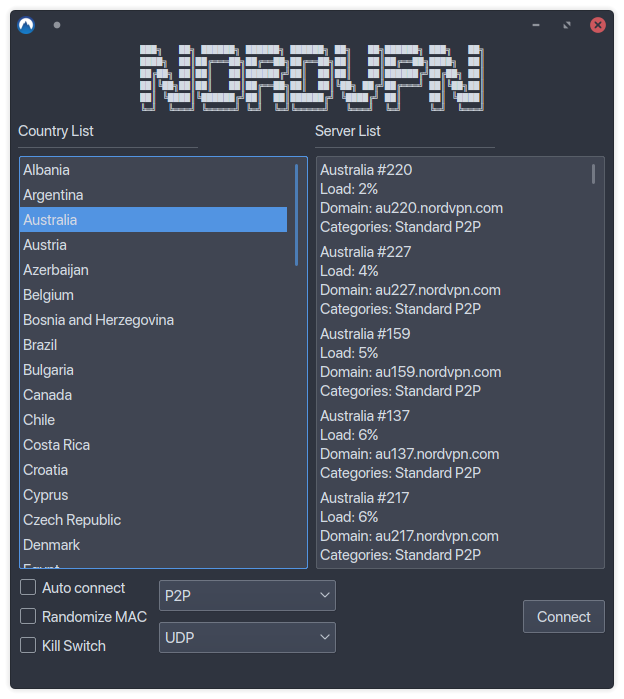 NORDVPN
Country List
Server List
Albania
Argentina
Australia
Austria
Azerbaijan
Belgium
Bosnia and Herzegovina
Brazil
Bulgaria
Canada
Chile
Costa Rica
Croatia
Cyprus
Czech Republic
Denmark
Egypt
Australia #220
Load: 2%
Domain: au220.nordvpn.com
Categories: Standard P2P
Australia #227
Load: 4%
Domain: au227.nordvpn.com
Categories: Standard P2P
Australia #159
Load: 5%
Domain: au159.nordvpn.com
Categories: Standard P2P
Australia #137
Load: 6%
Domain: au137.nordvpn.com
Categories: Standard P2P
Australia #217
Load: 6%
Domain: au217.nordvpn.com
Categories: Standard P2P
Auto connect
Randomize MAC
Kill Switch
P2P
UDP
Connect